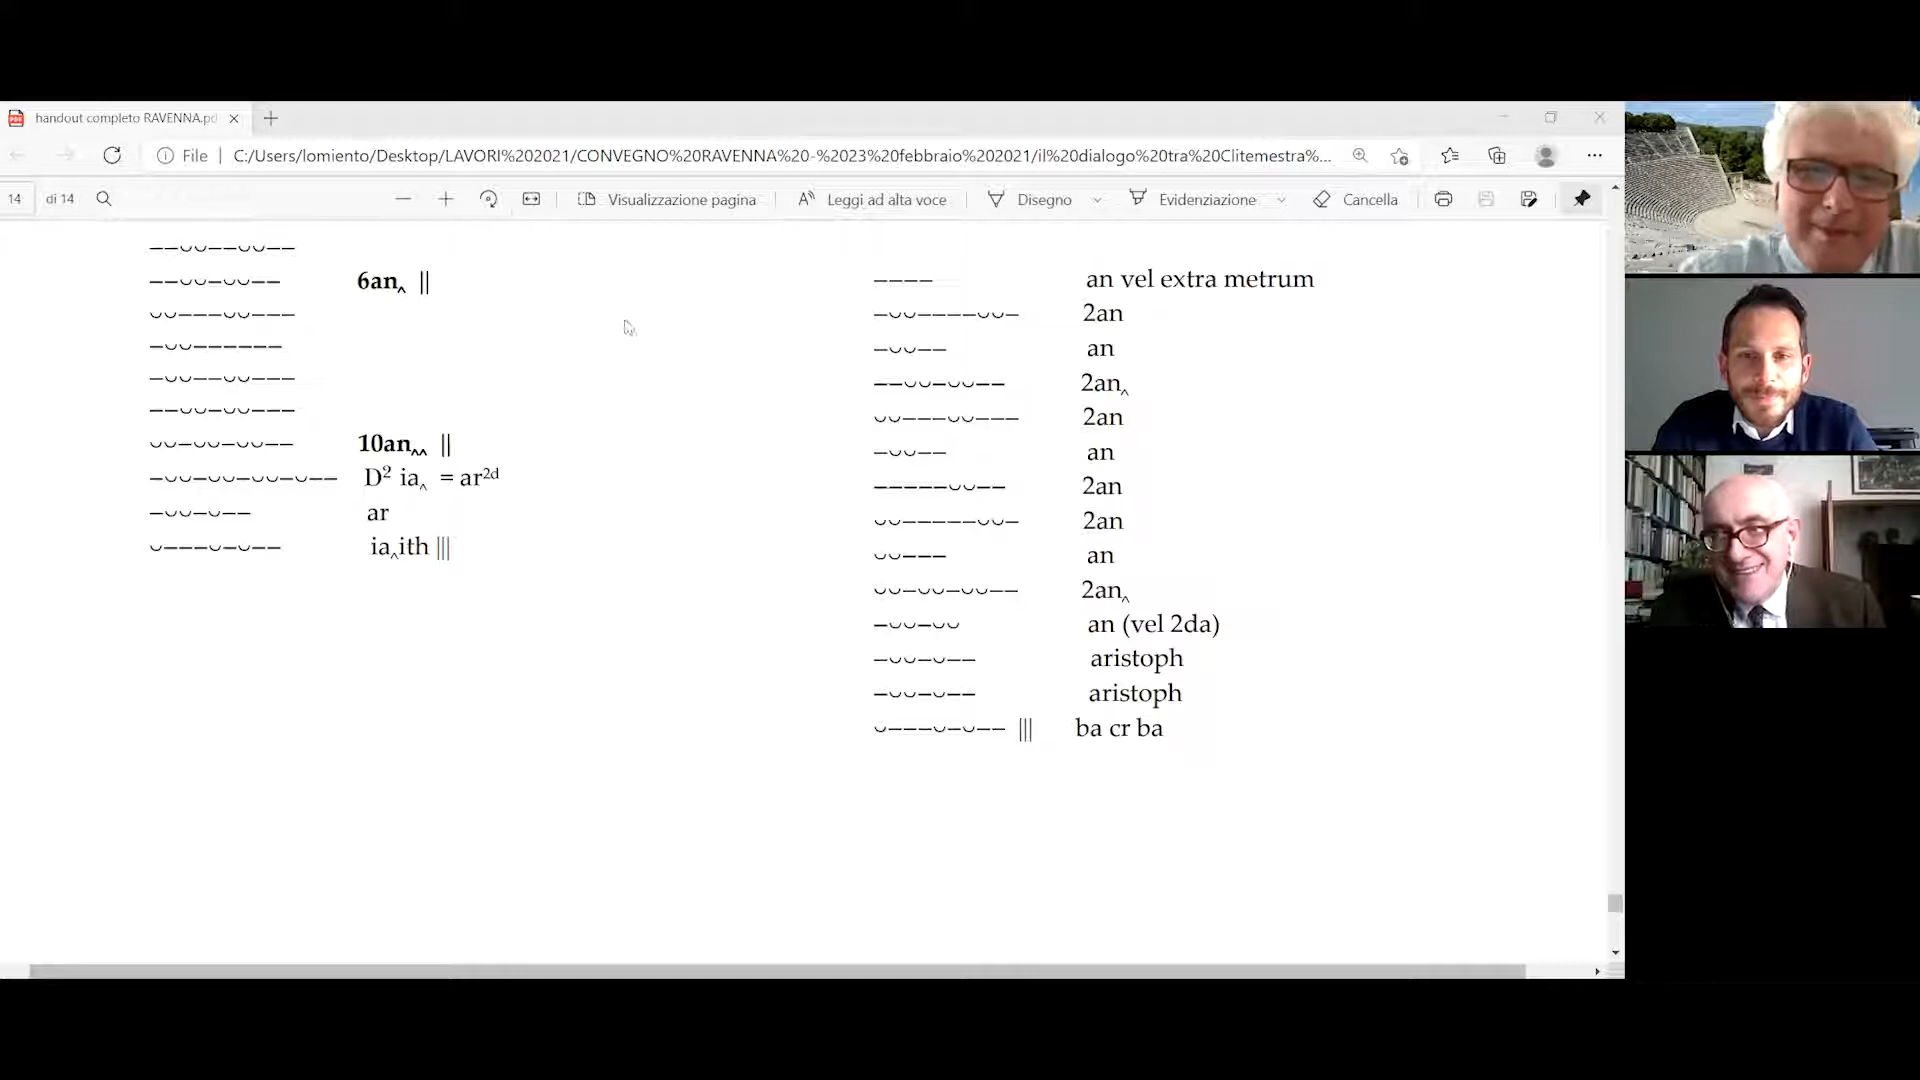 handout completo RAVENNA.pd
File | C:/Users/lomiento/Desktop/LAVORI%202021/CONVEGNO%20RAVENNA%20-%2023%20febbraio%202021/il%20dialogo%20tra%20Clitemestra%...
14 di 14 Visualizzazione pagina Leggi ad alta voce Disegno Evidenziazione Cancella
——◡◡——◡◡——
——◡◡—◡◡—— 6an‸ ||
◡◡———◡◡———
—◡◡——————
—◡◡——◡◡———
——◡◡—◡◡———
◡◡—◡◡—◡◡—— 10an‸‸ ||
—◡◡—◡◡—◡◡—◡—— D² ia‸ = ar²ᵈ
—◡◡—◡—— ar
◡———◡—◡—— ia‸ith |||
———— an vel extra metrum
—◡◡————◡◡— 2an
—◡◡—— an
——◡◡—◡◡—— 2an‸
◡◡———◡◡——— 2an
—◡◡—— an
—————◡◡—— 2an
◡◡—————◡◡— 2an
◡◡——— an
◡◡—◡◡—◡◡—— 2an‸
—◡◡—◡◡ an (vel 2da)
—◡◡—◡—— aristoph
—◡◡—◡—— aristoph
◡———◡—◡—— ||| ba cr ba